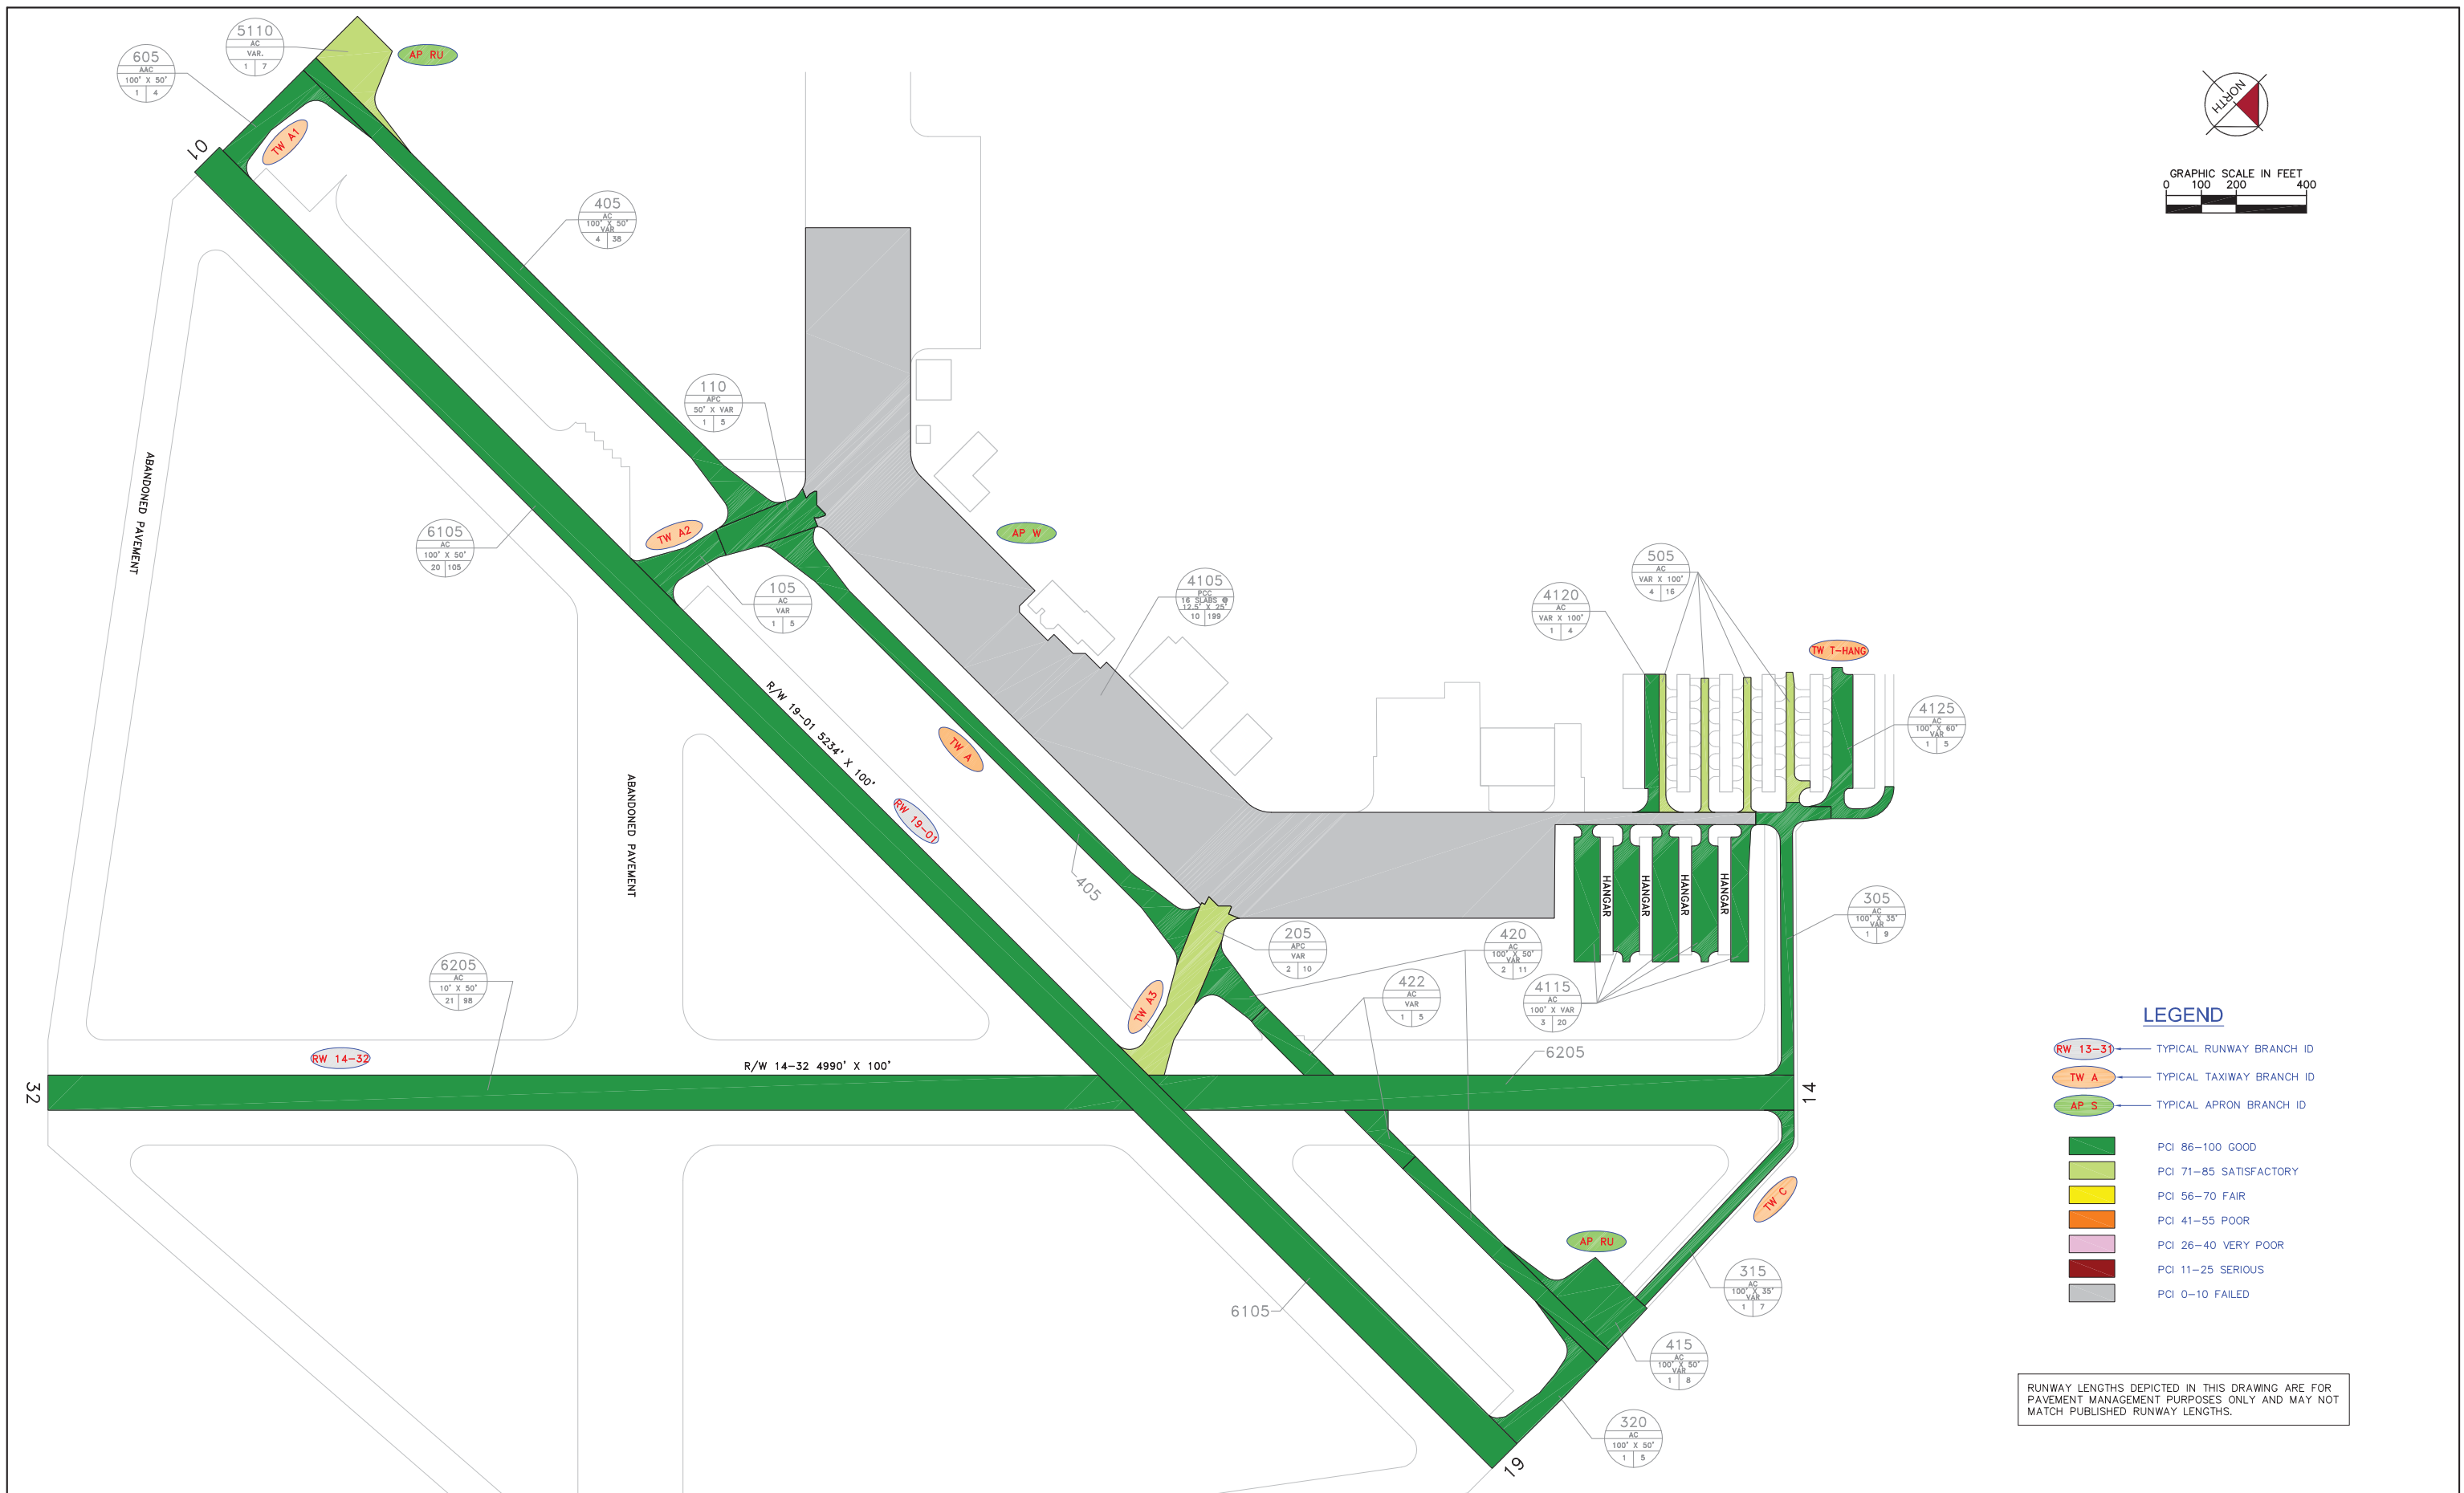 5110
AC
VAR.
1 7
605
AAC
100' X 50'
1 4
AP RU
TW A1
01
NORTH
GRAPHIC SCALE IN FEET
0 100 200 400
405
AC
100' X 50'
VAR
4 38
110
APC
50' X VAR
1 5
ABANDONED PAVEMENT
6105
AC
100' X 50'
20 105
TW A2
AP W
105
AC
VAR
1 5
4105
PCC
16 SLABS @
12.5' X 25'
10 199
505
AC
VAR X 100'
4 16
4120
AC
VAR X 100'
1 4
TW T-HANG
4125
AC
100' X 60'
VAR
1 5
R/W 19-01 5234' X 100'
TW A
RW 19-01
ABANDONED PAVEMENT
405
HANGAR
HANGAR
HANGAR
HANGAR
305
AC
100' X 35'
VAR
1 9
205
APC
VAR
2 10
420
AC
100' X 50'
VAR
2 11
6205
AC
10' X 50'
21 98
422
AC
VAR
1 5
4115
AC
100' X VAR
3 20
TW A3
RW 14-32
R/W 14-32 4990' X 100'
6205
32
14
LEGEND
RW 13-31 TYPICAL RUNWAY BRANCH ID
TW A TYPICAL TAXIWAY BRANCH ID
AP S TYPICAL APRON BRANCH ID
PCI 86-100 GOOD
PCI 71-85 SATISFACTORY
PCI 56-70 FAIR
PCI 41-55 POOR
PCI 26-40 VERY POOR
PCI 11-25 SERIOUS
PCI 0-10 FAILED
TW C
AP RU
315
AC
100' X 35'
VAR
1 7
6105
415
AC
100' X 50'
VAR
1 8
320
AC
100' X 50'
1 5
19
RUNWAY LENGTHS DEPICTED IN THIS DRAWING ARE FOR
PAVEMENT MANAGEMENT PURPOSES ONLY AND MAY NOT
MATCH PUBLISHED RUNWAY LENGTHS.